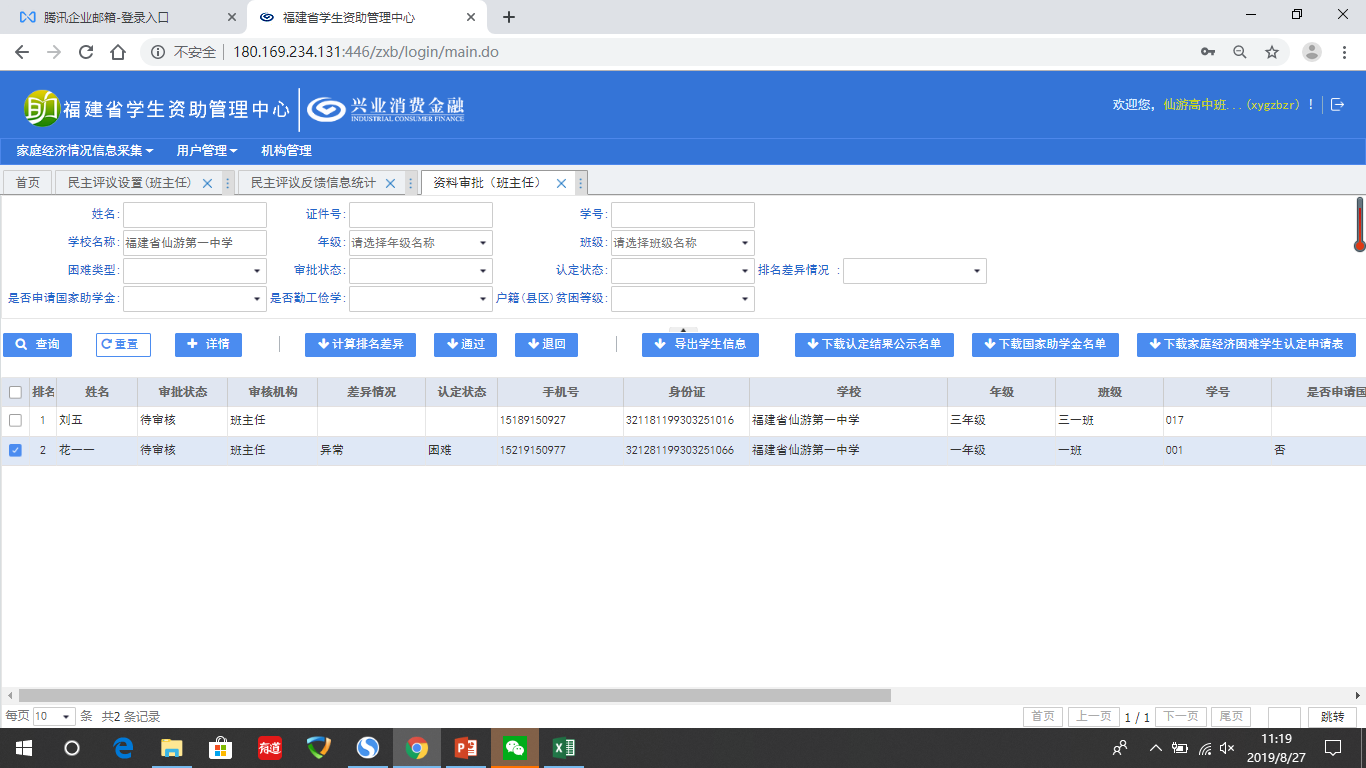 腾讯企业邮箱-登录入口
福建省学生资助管理中心
不安全 180.169.234.131:446/zxb/login/main.do
福建省学生资助管理中心 兴业消费金融
INDUSTRIAL CONSUMER FINANCE
欢迎您，仙游高中班...(xygzbzr) ！
家庭经济情况信息采集 用户管理 机构管理
首页 民主评议设置(班主任) 民主评议反馈信息统计 资料审批（班主任）
姓名: 证件号: 学号:
学校名称: 福建省仙游第一中学 年级: 请选择年级名称 班级: 请选择班级名称
困难类型: 审批状态: 认定状态: 排名差异情况 :
是否申请国家助学金: 是否勤工俭学: 户籍(县区)贫困等级:
查询 重置 详情 计算排名差异 通过 退回 导出学生信息 下载认定结果公示名单 下载国家助学金名单 下载家庭经济困难学生认定申请表
排名 姓名 审批状态 审核机构 差异情况 认定状态 手机号 身份证 学校 年级 班级 学号 是否申请国
1 刘五 待审核 班主任 15189150927 321181199303251016 福建省仙游第一中学 三年级 三一班 017
2 花一一 待审核 班主任 异常 困难 15219150977 321281199303251066 福建省仙游第一中学 一年级 一班 001 否
每页 10 条 共2 条记录 首页 上一页 1 / 1 下一页 尾页 跳转
有道
11:19
2019/8/27